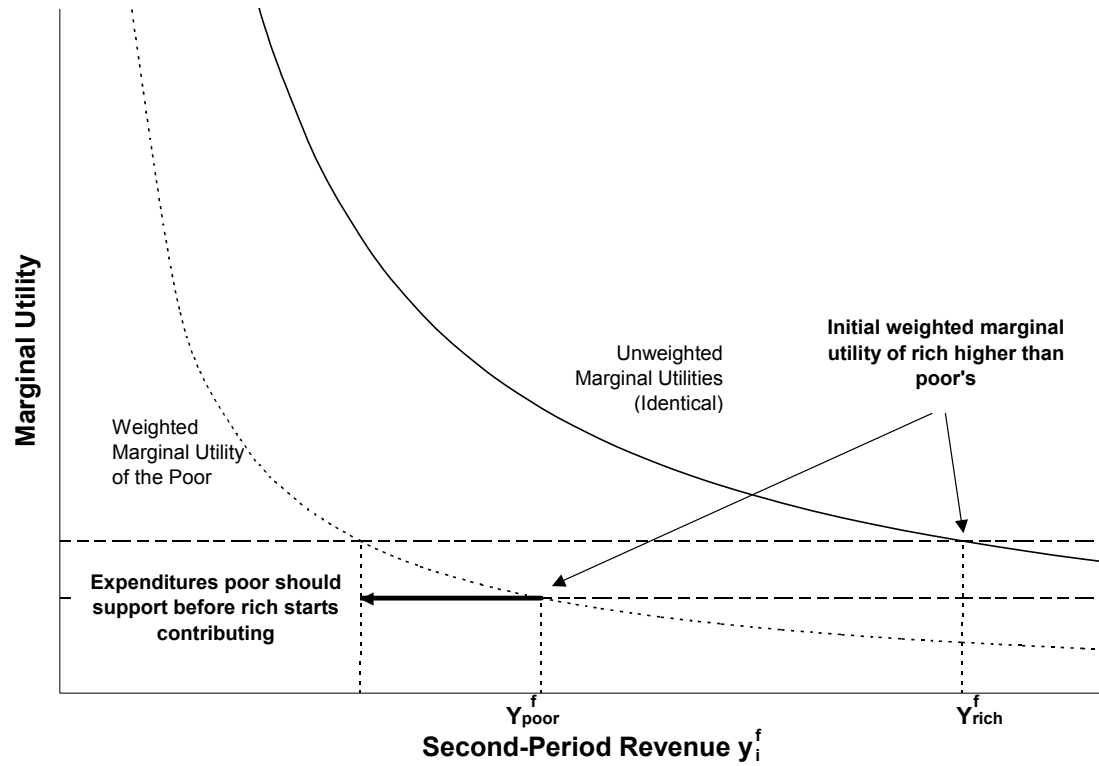 Marginal Utility
Unweighted
Marginal Utilities
(Identical)
Initial weighted marginal
utility of rich higher than
poor's
Weighted
Marginal Utility
of the Poor
Expenditures poor should
support before rich starts
contributing
Y^f_poor
Y^f_rich
Second-Period Revenue y^f_i